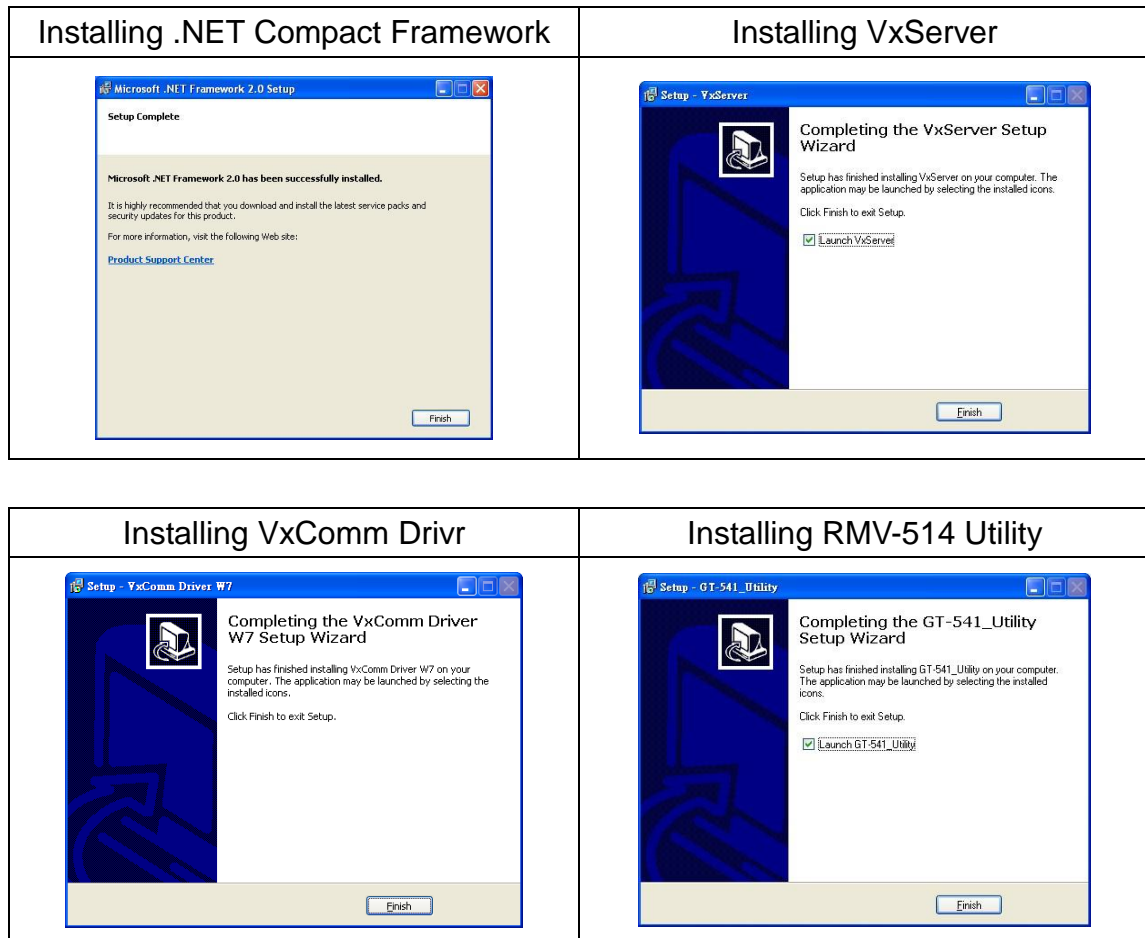 Installing .NET Compact Framework
Installing VxServer
Microsoft .NET Framework 2.0 Setup
Setup Complete
Microsoft .NET Framework 2.0 has been successfully installed.
It is highly recommended that you download and install the latest service packs and
security updates for this product.
For more information, visit the following Web site:
Product Support Center
Finish
Setup - VxServer
Completing the VxServer Setup
Wizard
Setup has finished installing VxServer on your computer. The
application may be launched by selecting the installed icons.
Click Finish to exit Setup.
Launch VxServer
Finish
Installing VxComm Drivr
Installing RMV-514 Utility
Setup - VxComm Driver W7
Completing the VxComm Driver
W7 Setup Wizard
Setup has finished installing VxComm Driver W7 on your
computer. The application may be launched by selecting the
installed icons.
Click Finish to exit Setup.
Finish
Setup - GT-541_Utility
Completing the GT-541_Utility
Setup Wizard
Setup has finished installing GT-541_Utility on your computer.
The application may be launched by selecting the installed
icons.
Click Finish to exit Setup.
Launch GT-541_Utility
Finish